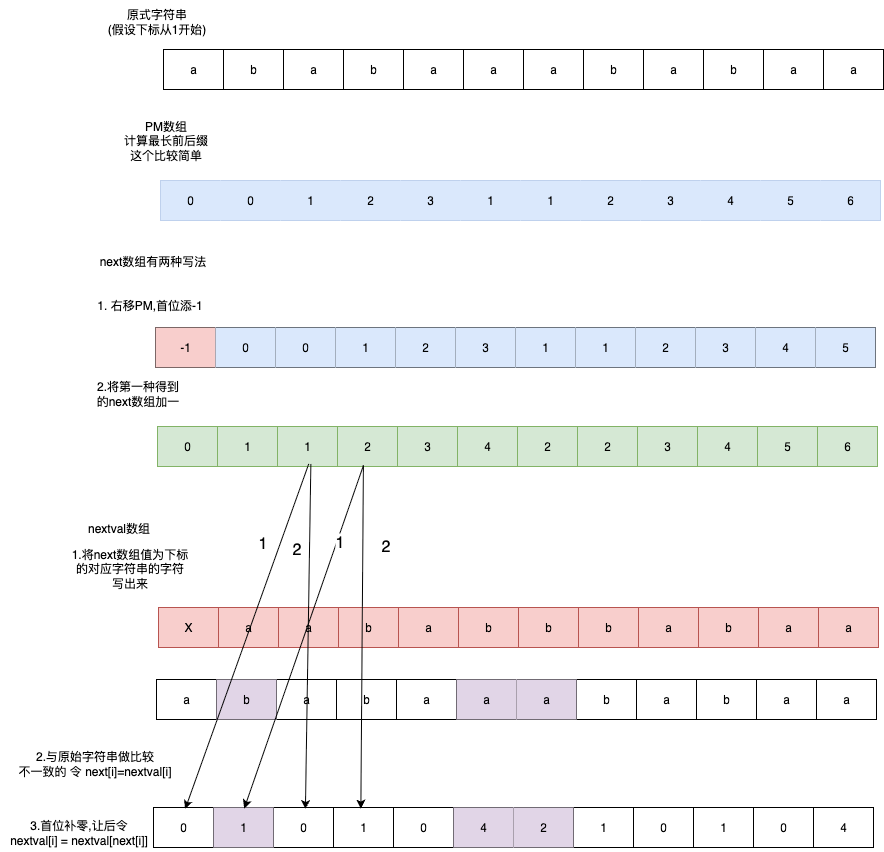 原式字符串
(假设下标从1开始)
a b a b a a a b a b a a
PM数组
计算最长前后缀
这个比较简单
0 0 1 2 3 1 1 2 3 4 5 6
next数组有两种写法
1. 右移PM,首位添-1
-1 0 0 1 2 3 1 1 2 3 4 5
2.将第一种得到
的next数组加一
0 1 1 2 3 4 2 2 3 4 5 6
1 2 1 2
nextval数组
1.将next数组值为下标
的对应字符串的字符
写出来
X a a b a b b b a b a a
a b a b a a a b a b a a
2.与原始字符串做比较
不一致的 令 next[i]=nextval[i]
3.首位补零,让后令
nextval[i] = nextval[next[i]]
0 1 0 1 0 4 2 1 0 1 0 4